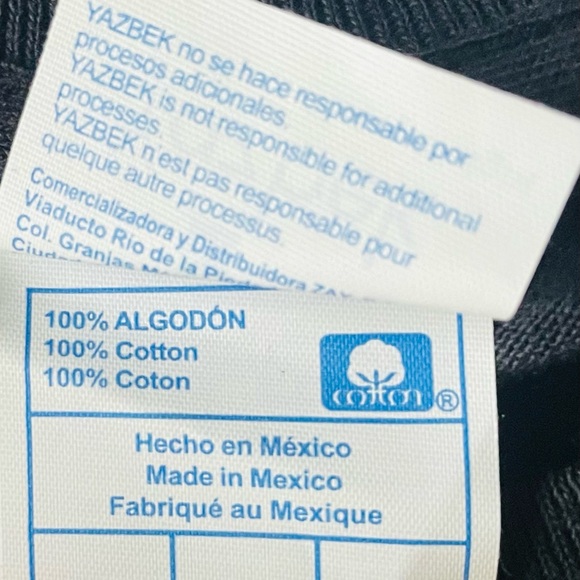 YAZBEK no se hace responsable por
procesos adicionales.
YAZBEK is not responsible for additional
processes.
YAZBEK n'est pas responsable pour
quelque autre processus.
Comercializadora y Distribuidora
Viaducto Río de la
Col. Granjas
100% ALGODÓN
100% Cotton
100% Coton
cotton ®
Hecho en México
Made in Mexico
Fabriqué au Mexique